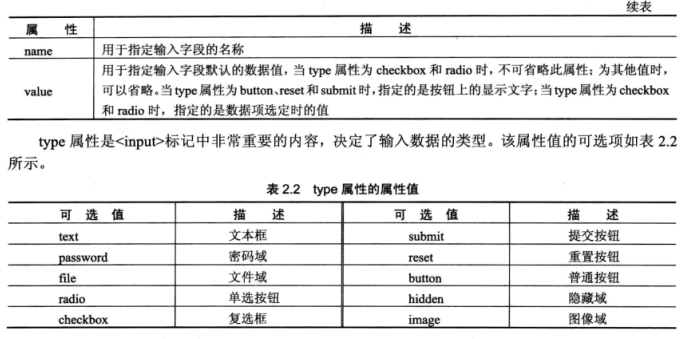 续表
属 性 描 述
name 用于指定输入字段的名称
value 用于指定输入字段默认的数据值，当 type 属性为 checkbox 和 radio 时，不可省略此属性；为其他值时，
可以省略。当 type 属性为 button、reset 和 submit 时，指定的是按钮上的显示文字；当 type 属性为 checkbox
和 radio 时，指定的是数据项选定时的值
type 属性是<input>标记中非常重要的内容，决定了输入数据的类型。该属性值的可选项如表 2.2
所示。
表 2.2 type 属性的属性值
可 选 值 描 述 可 选 值 描 述
text 文本框 submit 提交按钮
password 密码域 reset 重置按钮
file 文件域 button 普通按钮
radio 单选按钮 hidden 隐藏域
checkbox 复选框 image 图像域